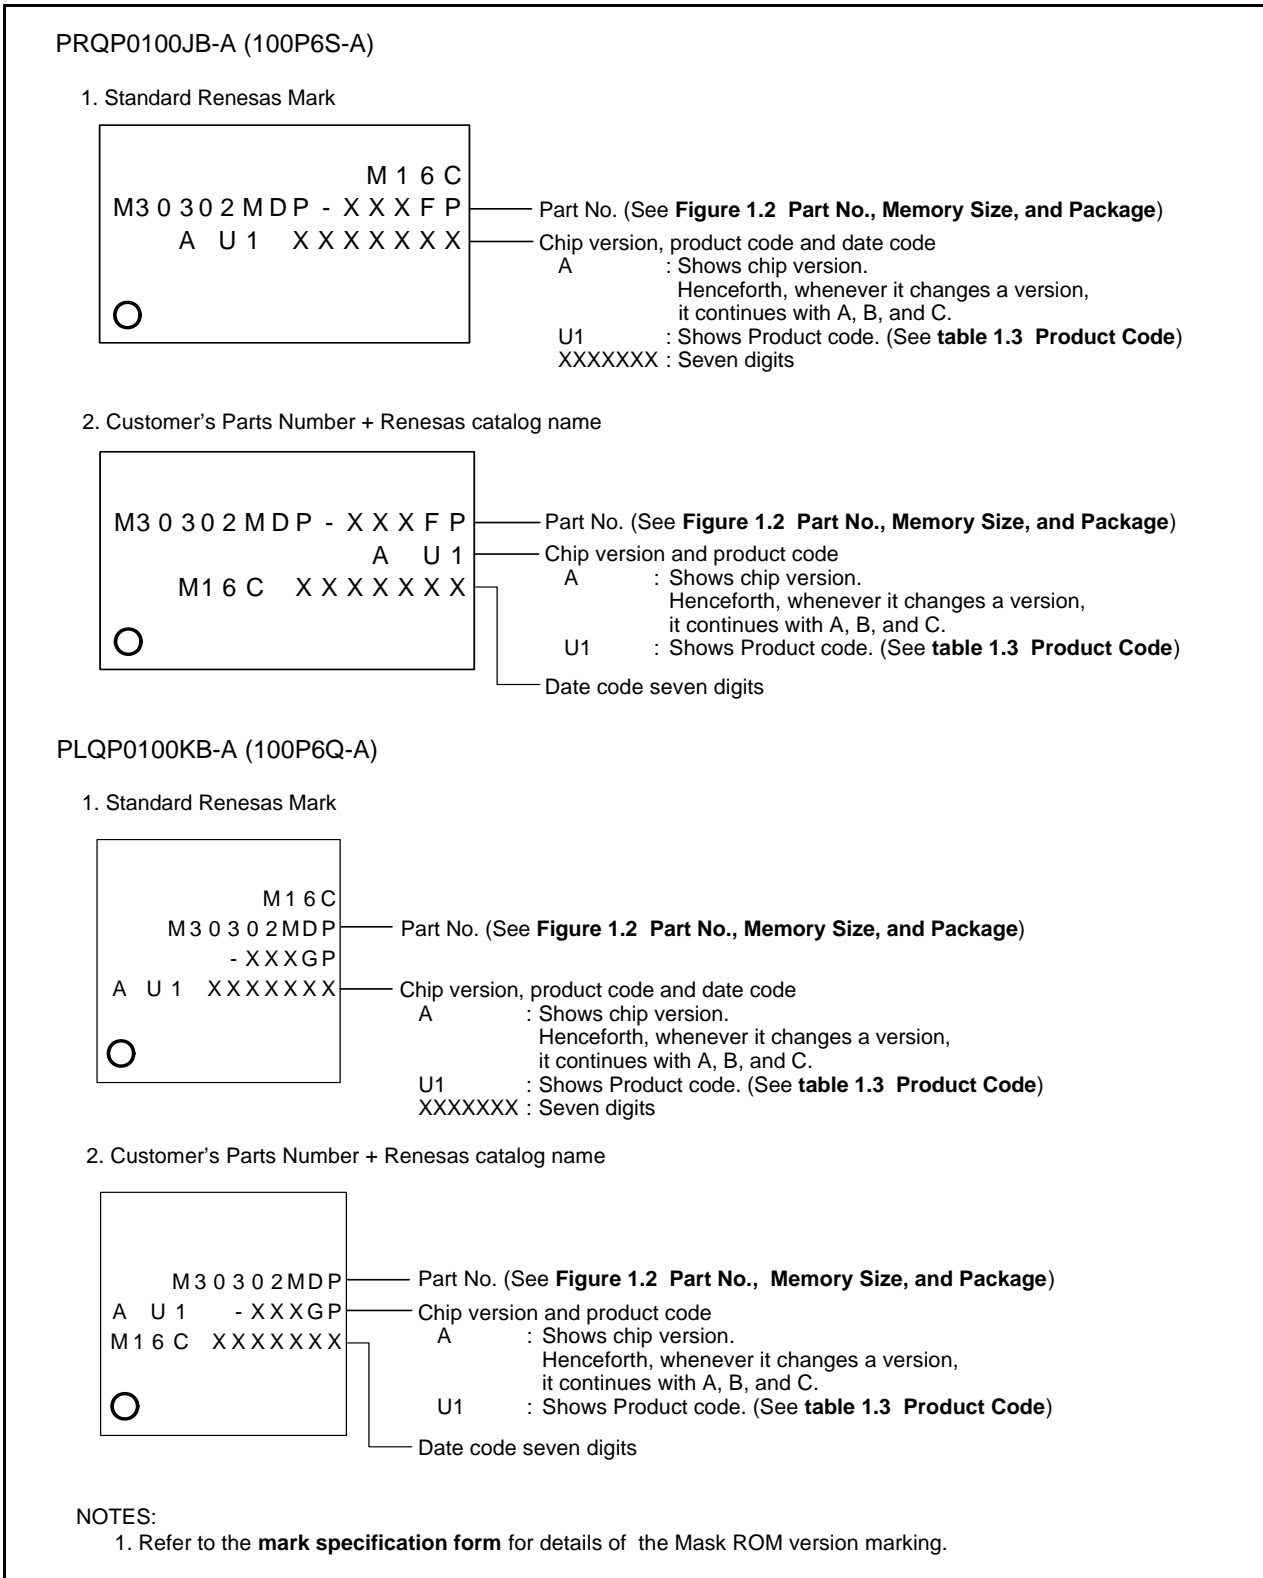 PRQP0100JB-A (100P6S-A)
1. Standard Renesas Mark
M16C
M30302MDP-XXXFP
Part No. (See Figure 1.2 Part No., Memory Size, and Package)
A U1 XXXXXXX
Chip version, product code and date code
A : Shows chip version.
Henceforth, whenever it changes a version,
it continues with A, B, and C.
U1 : Shows Product code. (See table 1.3 Product Code)
XXXXXXX : Seven digits
2. Customer's Parts Number + Renesas catalog name
M30302MDP-XXXFP
Part No. (See Figure 1.2 Part No., Memory Size, and Package)
A U1
Chip version and product code
M16C XXXXXXX
A : Shows chip version.
Henceforth, whenever it changes a version,
it continues with A, B, and C.
U1 : Shows Product code. (See table 1.3 Product Code)
Date code seven digits
PLQP0100KB-A (100P6Q-A)
1. Standard Renesas Mark
M16C
M30302MDP
Part No. (See Figure 1.2 Part No., Memory Size, and Package)
-XXXGP
A U1 XXXXXXX
Chip version, product code and date code
A : Shows chip version.
Henceforth, whenever it changes a version,
it continues with A, B, and C.
U1 : Shows Product code. (See table 1.3 Product Code)
XXXXXXX : Seven digits
2. Customer's Parts Number + Renesas catalog name
M30302MDP
Part No. (See Figure 1.2 Part No., Memory Size, and Package)
A U1 -XXXGP
Chip version and product code
M16C XXXXXXX
A : Shows chip version.
Henceforth, whenever it changes a version,
it continues with A, B, and C.
U1 : Shows Product code. (See table 1.3 Product Code)
Date code seven digits
NOTES:
1. Refer to the mark specification form for details of the Mask ROM version marking.